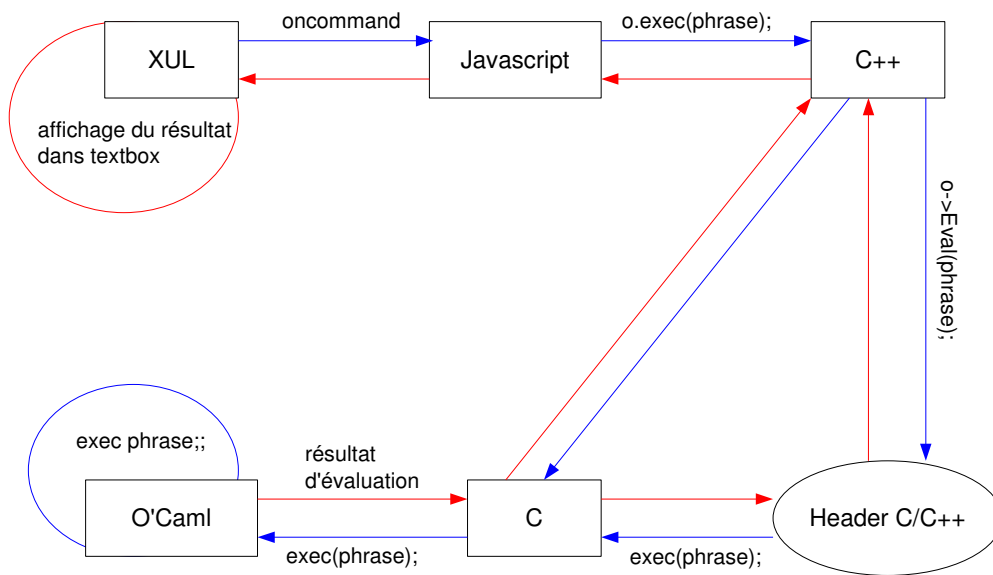 oncommand
o.exec(phrase);
XUL
Javascript
C++
affichage du résultat
dans textbox
o->Eval(phrase);
exec phrase;;
résultat
d'évaluation
O'Caml
C
Header C/C++
exec(phrase);
exec(phrase);